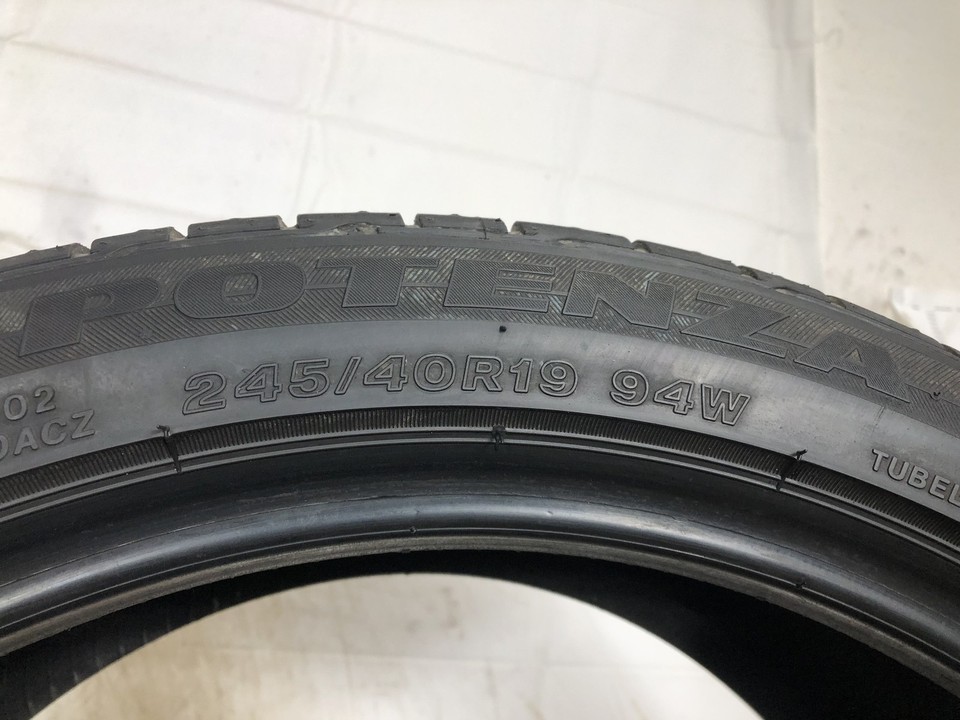 POTENZA
245/40R19 94W
02
DACZ
TUBEL